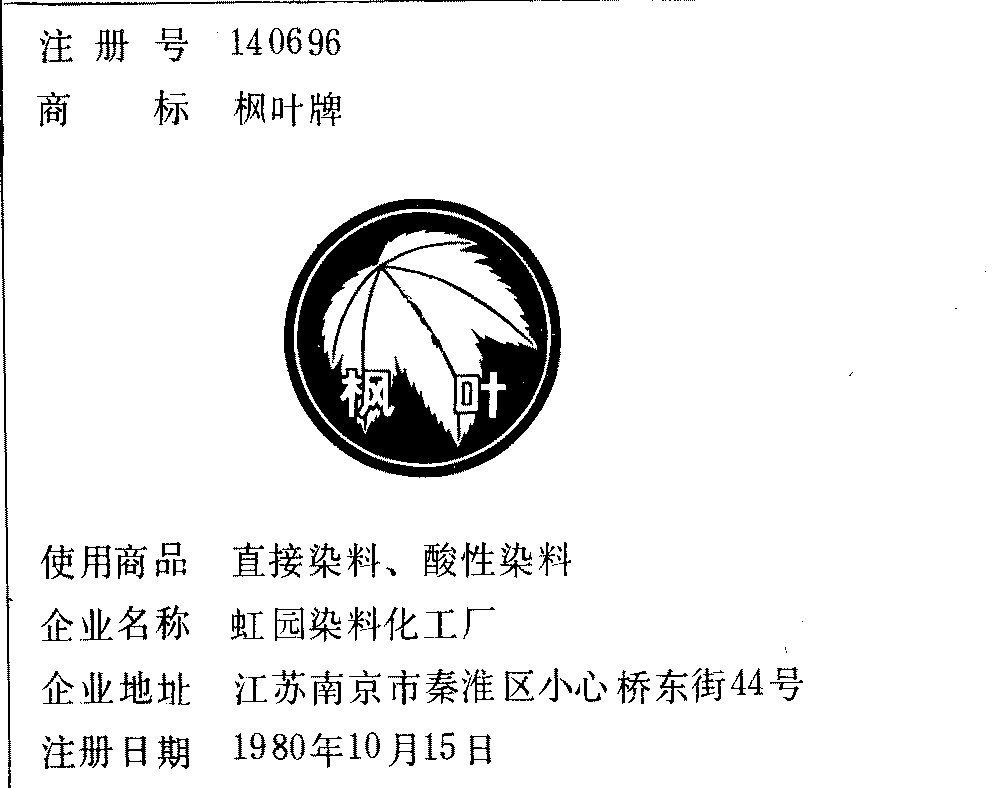 注册号 140696
商标 枫叶牌
枫叶
使用商品 直接染料、酸性染料
企业名称 虹园染料化工厂
企业地址 江苏南京市秦淮区小心桥东街44号
注册日期 1980年10月15日